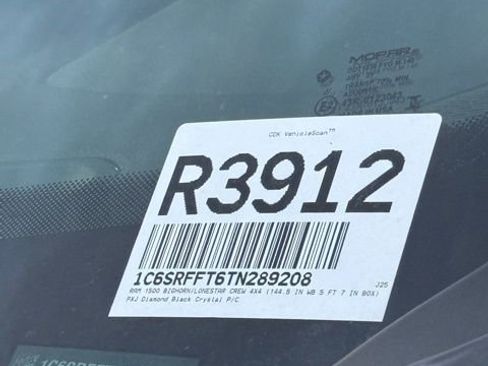 MOPAR
CDK VehicleScan™
R3912
1C6SRFFT6TN289208
J25
RAM 1500 BIGHORN/LONESTAR CREW 4X4 (144.5 IN WB 5 FT 7 IN BOX)
PXJ Diamond Black Crystal P/C